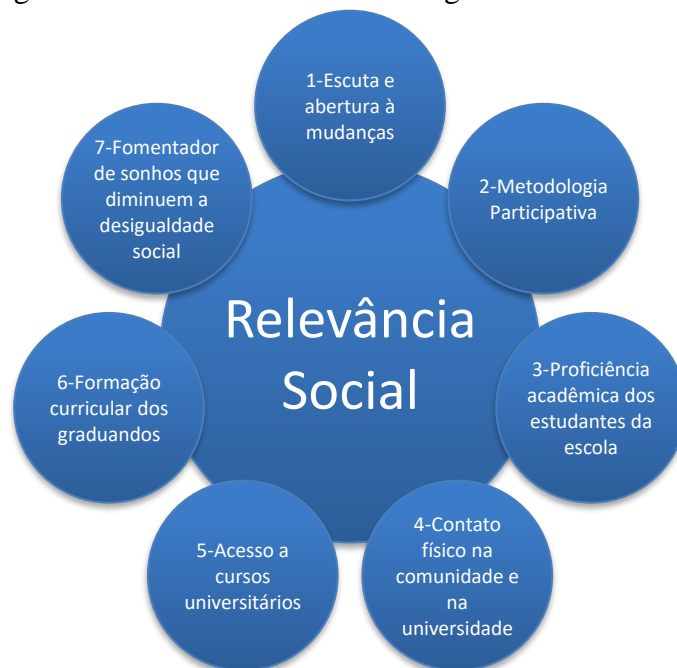 1-Escuta e
abertura à
mudanças
2-Metodologia
Participativa
3-Proficiência
acadêmica dos
estudantes da
escola
4-Contato
físico na
comunidade e
na
universidade
5-Acesso a
cursos
universitários
6-Formação
curricular dos
graduandos
7-Fomentador
de sonhos que
diminuem a
desigualdade
social
Relevância
Social